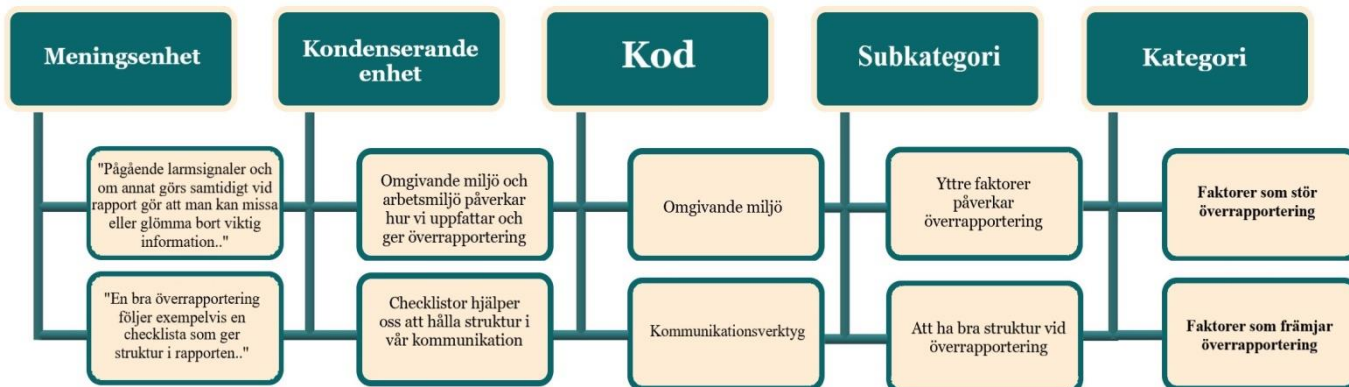 Meningsenhet
Kondenserande
enhet
Kod
Subkategori
Kategori
"Pågående larmsignaler och
om annat görs samtidigt vid
rapport gör att man kan missa
eller glömma bort viktig
information.."
Omgivande miljö och
arbetsmiljö påverkar
hur vi uppfattar och
ger överrapportering
Omgivande miljö
Yttre faktorer
påverkar
överrapportering
Faktorer som stör
överrapportering
"En bra överrapportering
följer exempelvis en
checklista som ger
struktur i rapporten.."
Checklistor hjälper
oss att hålla struktur i
vår kommunikation
Kommunikationsverktyg
Att ha bra struktur vid
överrapportering
Faktorer som främjar
överrapportering